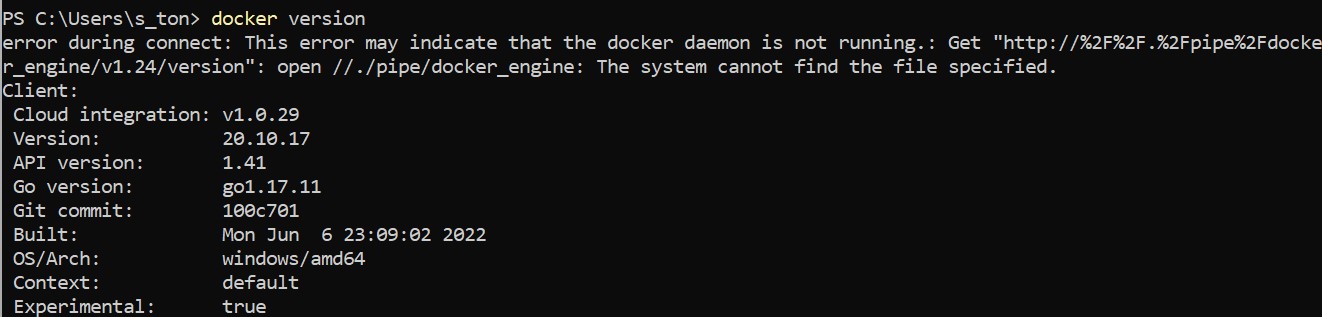 PS C:\Users\s_ton> docker version
error during connect: This error may indicate that the docker daemon is not running.: Get "http://%2F%2F.%2Fpipe%2Fdocke
r_engine/v1.24/version": open //./pipe/docker_engine: The system cannot find the file specified.
Client:
 Cloud integration: v1.0.29
 Version:           20.10.17
 API version:       1.41
 Go version:        go1.17.11
 Git commit:        100c701
 Built:             Mon Jun  6 23:09:02 2022
 OS/Arch:           windows/amd64
 Context:           default
 Experimental:      true